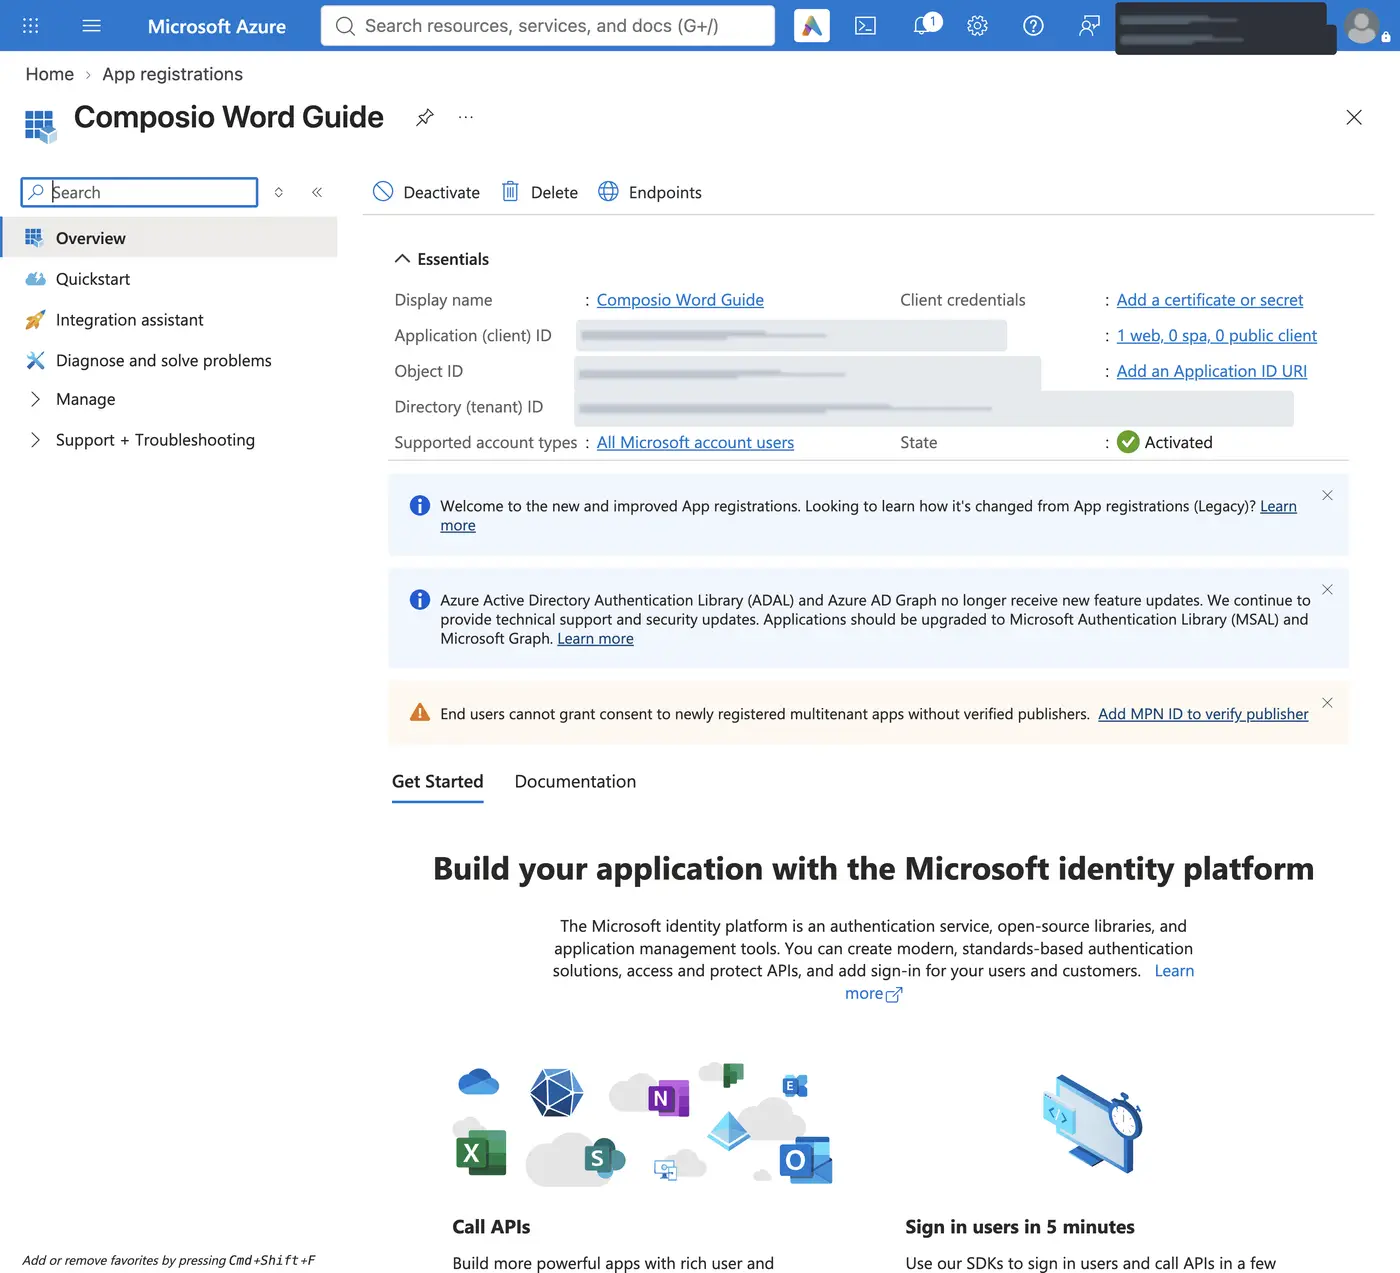 Microsoft Azure
Search resources, services, and docs (G+/)
1
Home › App registrations
Composio Word Guide
Search
Deactivate
Delete
Endpoints
Overview
Quickstart
Integration assistant
Diagnose and solve problems
Manage
Support + Troubleshooting
Essentials
Display name : Composio Word Guide
Client credentials : Add a certificate or secret
Application (client) ID
: 1 web, 0 spa, 0 public client
Object ID
: Add an Application ID URI
Directory (tenant) ID
Supported account types : All Microsoft account users
State : Activated
Welcome to the new and improved App registrations. Looking to learn how it's changed from App registrations (Legacy)? Learn
more
Azure Active Directory Authentication Library (ADAL) and Azure AD Graph no longer receive new feature updates. We continue to
provide technical support and security updates. Applications should be upgraded to Microsoft Authentication Library (MSAL) and
Microsoft Graph. Learn more
End users cannot grant consent to newly registered multitenant apps without verified publishers. Add MPN ID to verify publisher
Get Started
Documentation
Build your application with the Microsoft identity platform
The Microsoft identity platform is an authentication service, open-source libraries, and
application management tools. You can create modern, standards-based authentication
solutions, access and protect APIs, and add sign-in for your users and customers. Learn
more
N
E
X
S
O
Call APIs
Build more powerful apps with rich user and
Sign in users in 5 minutes
Use our SDKs to sign in users and call APIs in a few
Add or remove favorites by pressing Cmd+Shift+F